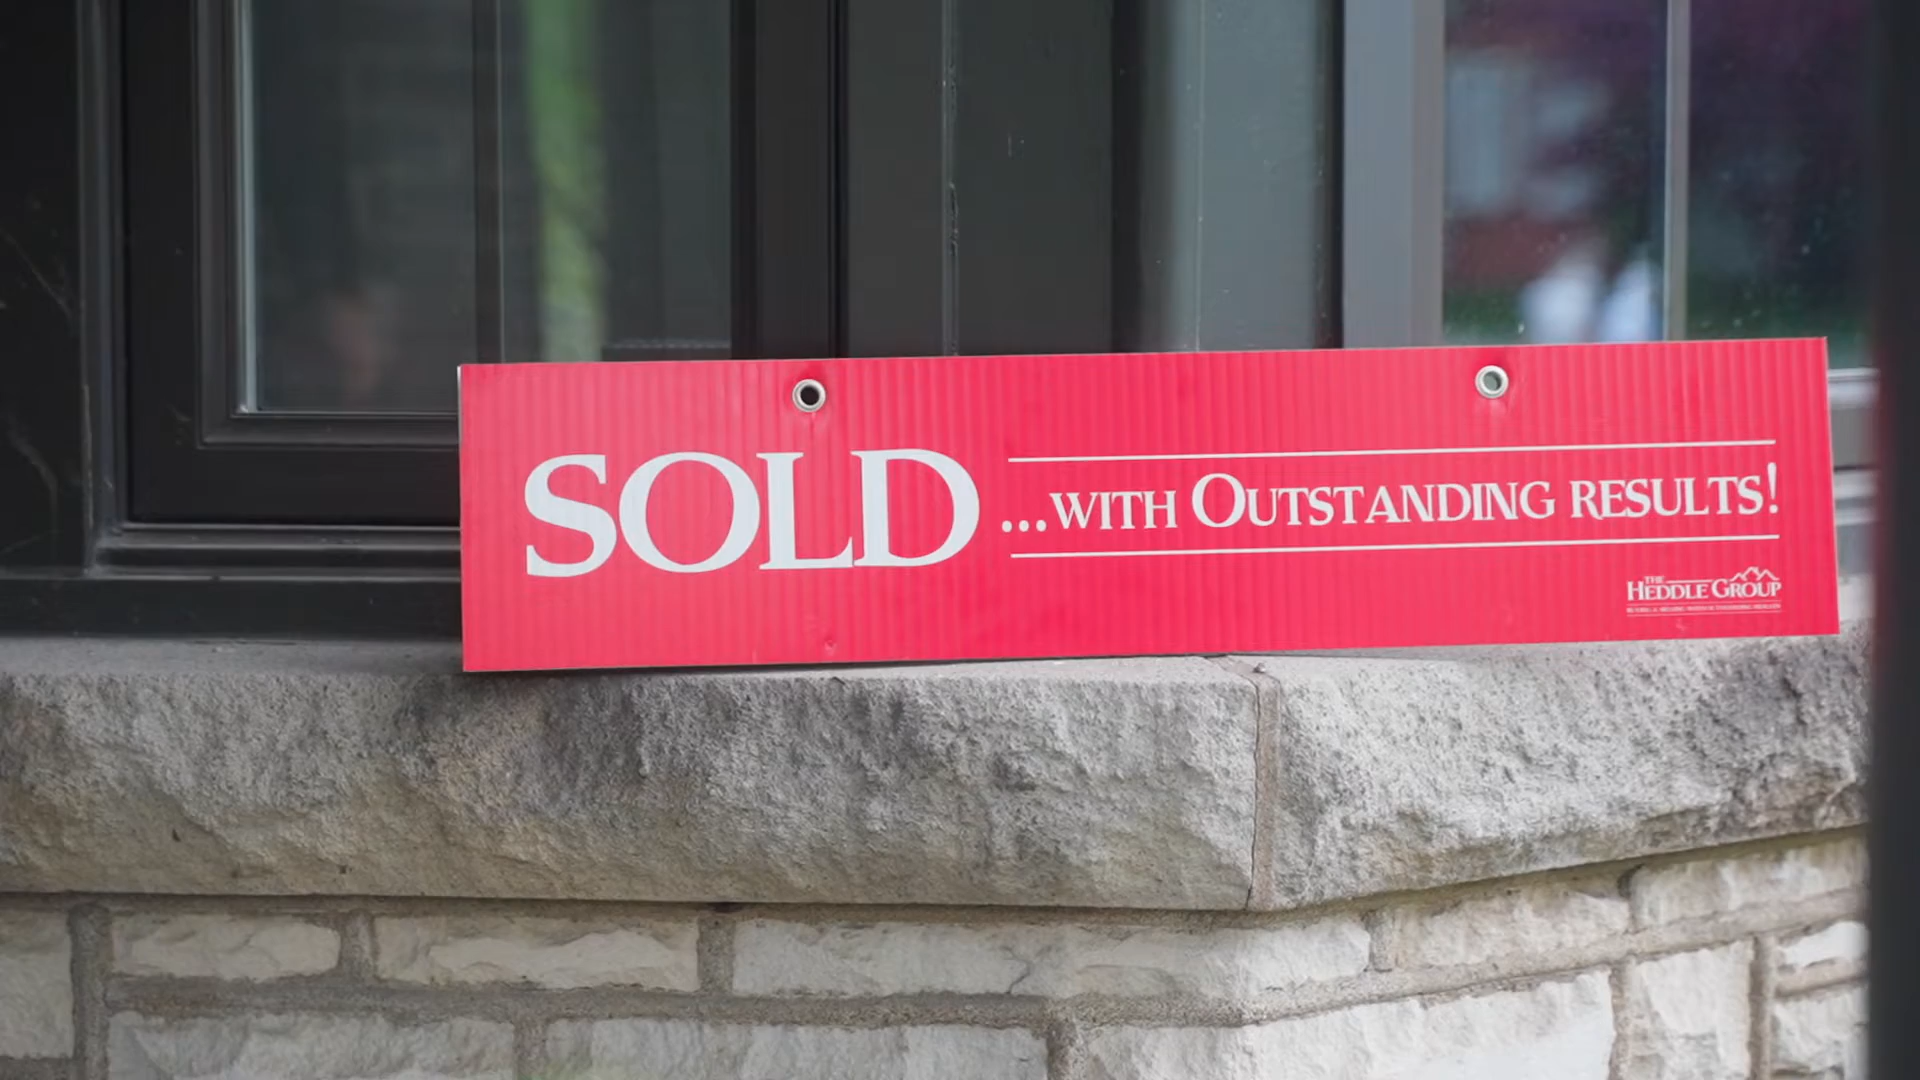 SOLD ...WITH OUTSTANDING RESULTS!
THE
HEDDLE GROUP